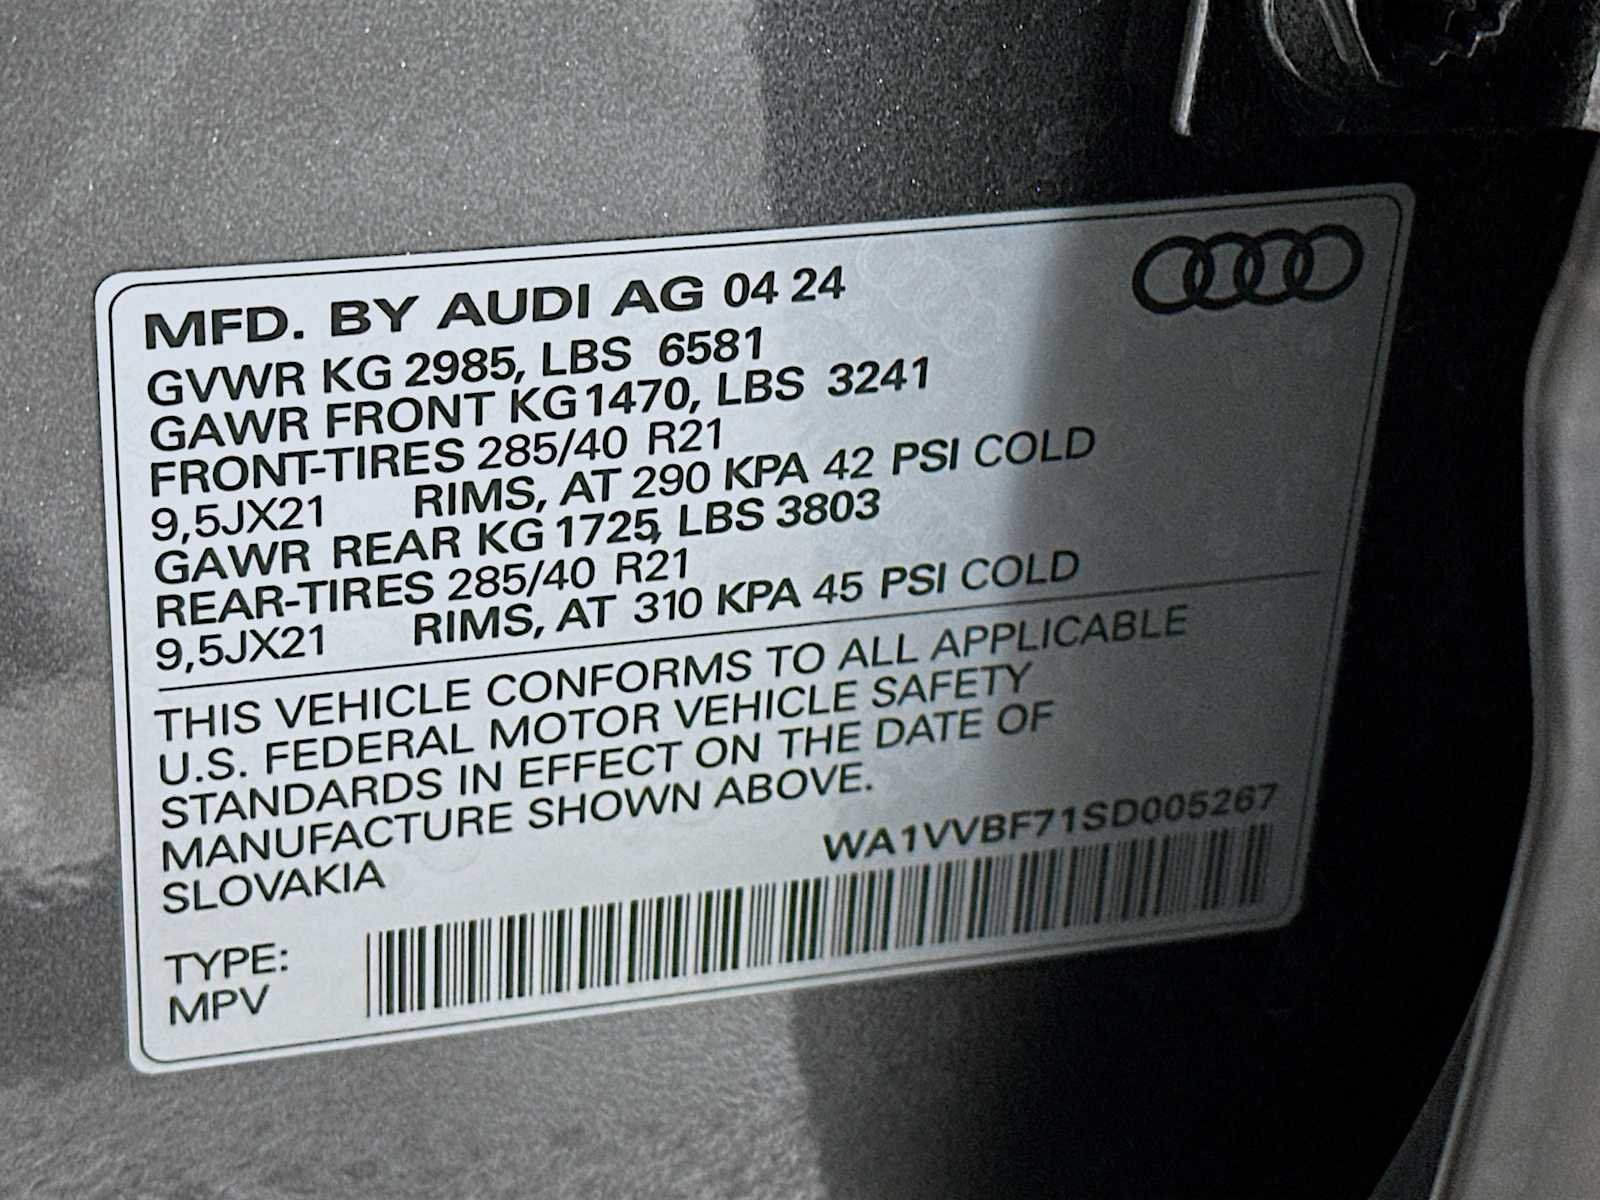 MFD. BY AUDI AG 04 24
GVWR KG 2985, LBS 6581
GAWR FRONT KG 1470, LBS 3241
FRONT-TIRES 285/40 R21
9,5JX21 RIMS, AT 290 KPA 42 PSI COLD
GAWR REAR KG 1725, LBS 3803
REAR-TIRES 285/40 R21
9,5JX21 RIMS, AT 310 KPA 45 PSI COLD
THIS VEHICLE CONFORMS TO ALL APPLICABLE
U.S. FEDERAL MOTOR VEHICLE SAFETY
STANDARDS IN EFFECT ON THE DATE OF
MANUFACTURE SHOWN ABOVE.
SLOVAKIA
WA1VVBF71SD005267
TYPE:
MPV